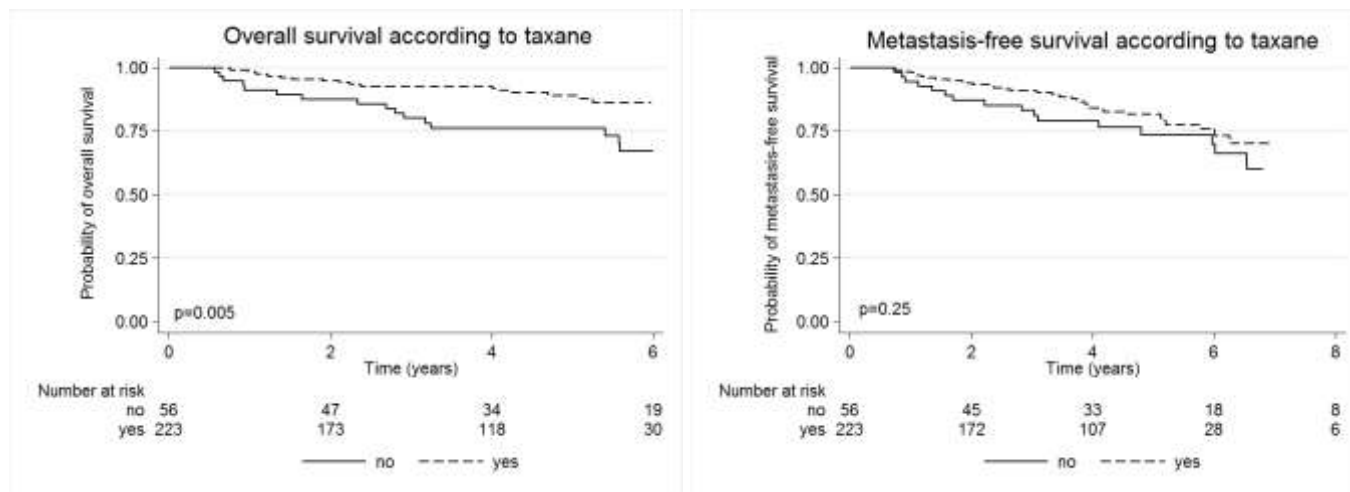 Overall survival according to taxane
Probability of overall survival
1.00
0.75
0.50
0.25
0.00
p=0.005
0 2 4 6
Time (years)
Number at risk
no 56 47 34 19
yes 223 173 118 30
no yes
Metastasis-free survival according to taxane
Probability of metastasis-free survival
1.00
0.75
0.50
0.25
0.00
p=0.25
0 2 4 6 8
Time (years)
Number at risk
no 56 45 33 18 8
yes 223 172 107 28 6
no yes